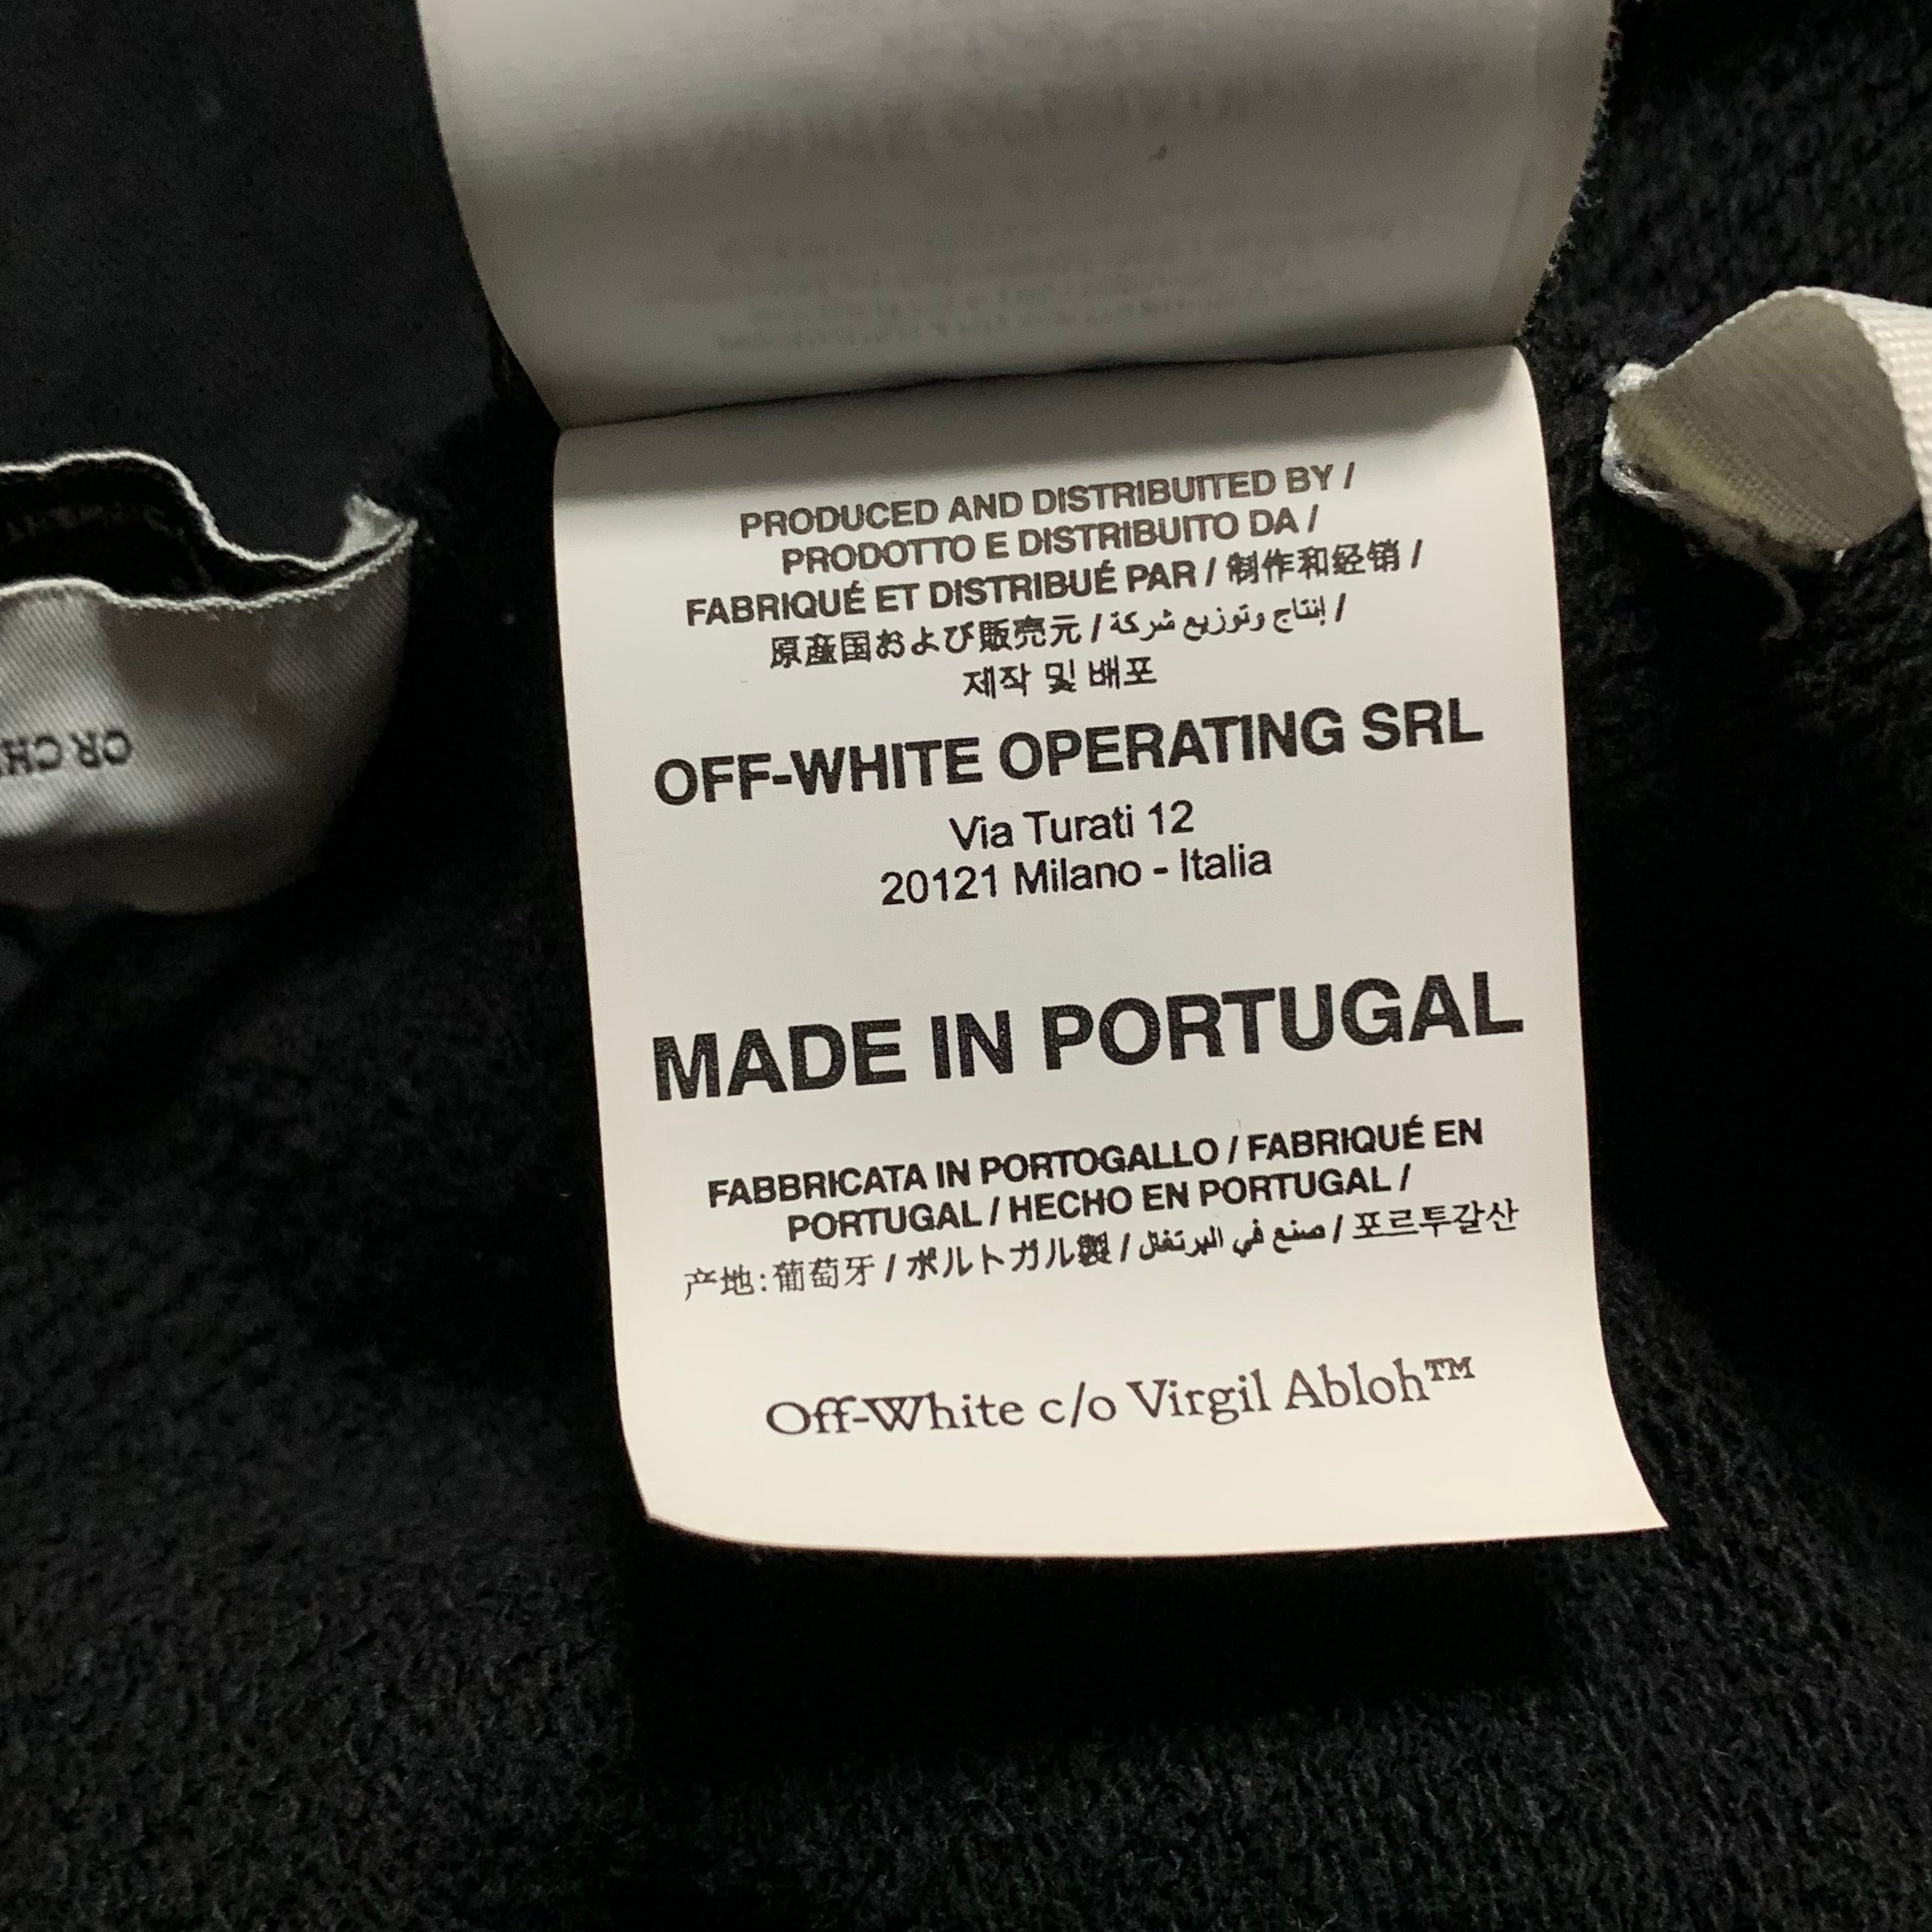 PRODUCED AND DISTRIBUITED BY /
PRODOTTO E DISTRIBUITO DA /
FABRIQUÉ ET DISTRIBUÉ PAR / 制作和经销 /
原産国および販売元 / إنتاج وتوزيع شركة /
제작 및 배포
OFF-WHITE OPERATING SRL
Via Turati 12
20121 Milano - Italia
MADE IN PORTUGAL
FABBRICATA IN PORTOGALLO / FABRIQUÉ EN
PORTUGAL / HECHO EN PORTUGAL /
产地:葡萄牙 / ポルトガル製 / صنع في البرتغال / 포르투갈산
Off-White c/o Virgil Abloh™
OR